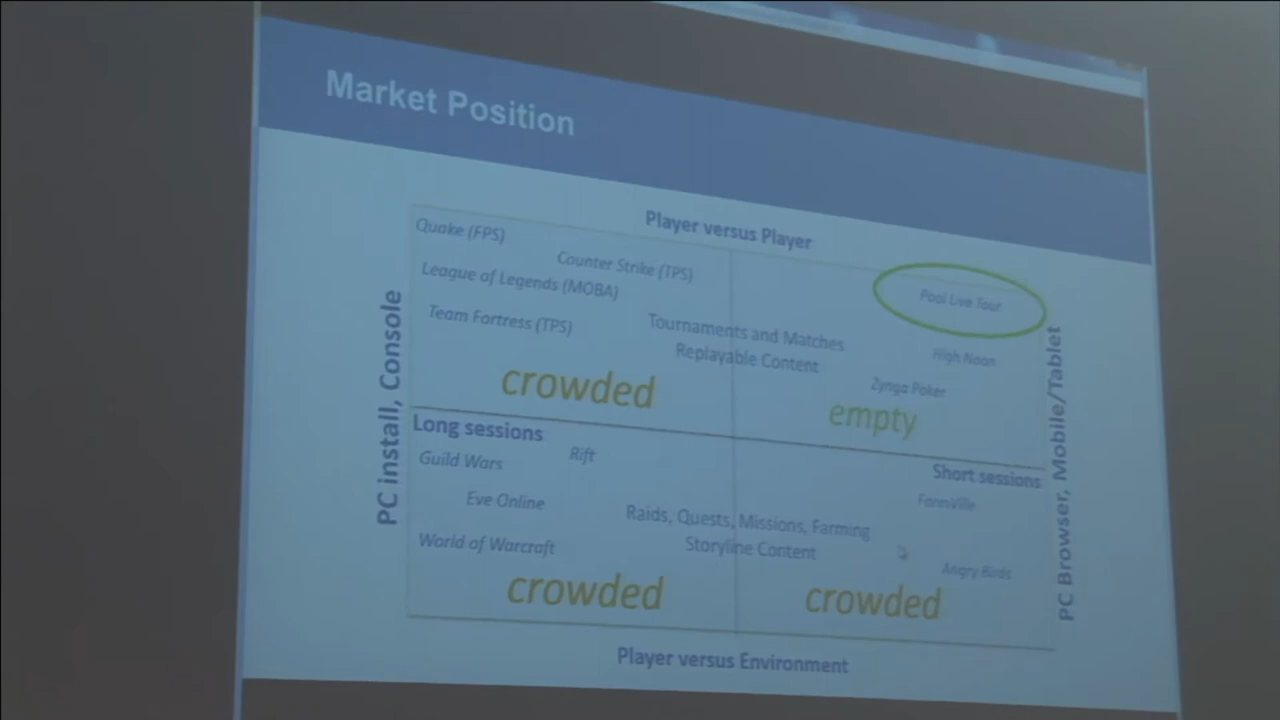 Market Position
Player versus Player
Quake (FPS)
Counter Strike (TPS)
League of Legends (MOBA)
Team Fortress (TPS)
Pool Live Tour
High Noon
Zynga Poker
Tournaments and Matches
Replayable Content
crowded
empty
PC install, Console
PC Browser, Mobile/Tablet
Long sessions
Short sessions
Guild Wars
Rift
Eve Online
World of Warcraft
FarmVille
Angry Birds
Raids, Quests, Missions, Farming
Storyline Content
crowded
crowded
Player versus Environment